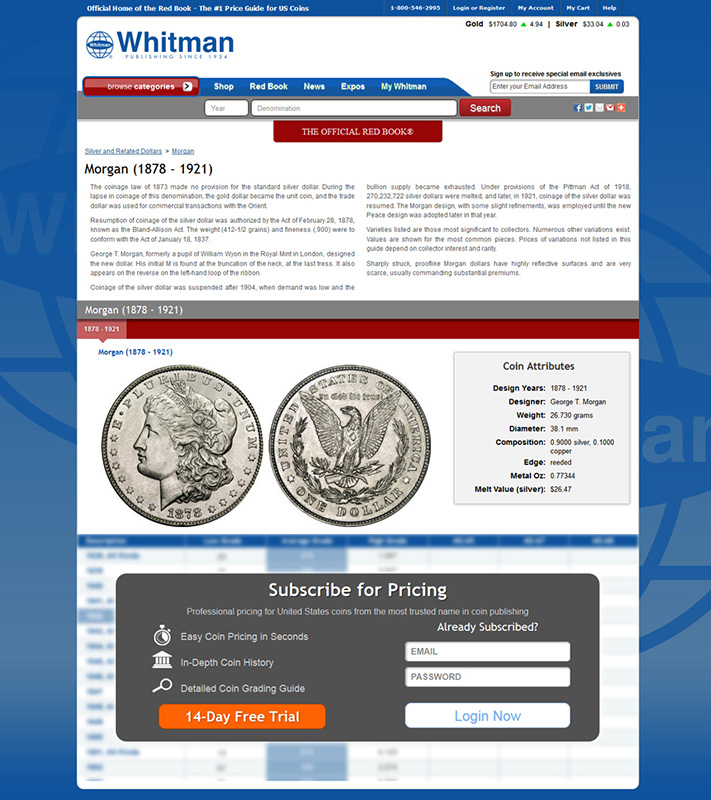 Official Home of the Red Book - The #1 Price Guide for US Coins
1-800-546-2995
Login or Register
My Account
My Cart
Help
Gold $1704.80 ▲ 4.94 | Silver $33.04 ▲ 0.03
Whitman
Whitman
PUBLISHING SINCE 1934
Sign up to receive special email exclusives
Enter your Email Address
SUBMIT
browse categories
Shop
Red Book
News
Expos
My Whitman
Year
Denomination
Search
THE OFFICIAL RED BOOK®
Silver and Related Dollars > Morgan
Morgan (1878 - 1921)
The coinage law of 1873 made no provision for the standard silver dollar. During the
lapse in coinage of this denomination, the gold dollar became the unit coin, and the trade
dollar was used for commercial transactions with the Orient.
Resumption of coinage of the silver dollar was authorized by the Act of February 28, 1878,
known as the Bland-Allison Act. The weight (412-1/2 grains) and fineness (.900) were to
conform with the Act of January 18, 1837.
George T. Morgan, formerly a pupil of William Wyon in the Royal Mint in London, designed
the new dollar. His initial M is found at the truncation of the neck, at the last tress. It also
appears on the reverse on the left-hand loop of the ribbon.
Coinage of the silver dollar was suspended after 1904, when demand was low and the
bullion supply became exhausted. Under provisions of the Pittman Act of 1918,
270,232,722 silver dollars were melted, and later, in 1921, coinage of the silver dollar was
resumed. The Morgan design, with some slight refinements, was employed until the new
Peace design was adopted later in that year.
Varieties listed are those most significant to collectors. Numerous other variations exist.
Values are shown for the most common pieces. Prices of variations not listed in this
guide depend on collector interest and rarity.
Sharply struck, prooflike Morgan dollars have highly reflective surfaces and are very
scarce, usually commanding substantial premiums.
Morgan (1878 - 1921)
1878 - 1921
Morgan (1878 - 1921)
E·PLURIBUS·UNUM
1878
UNITED STATES OF AMERICA
In God we trust
ONE DOLLAR
Coin Attributes
Design Years: 1878 - 1921
Designer: George T. Morgan
Weight: 26.730 grams
Diameter: 38.1 mm
Composition: 0.9000 silver, 0.1000
copper
Edge: reeded
Metal Oz: 0.77344
Melt Value (silver): $26.47
Description
Low Grade
Average Grade
High Grade
Subscribe for Pricing
Professional pricing for United States coins from the most trusted name in coin publishing
Easy Coin Pricing in Seconds
In-Depth Coin History
Detailed Coin Grading Guide
14-Day Free Trial
Already Subscribed?
EMAIL
PASSWORD
Login Now